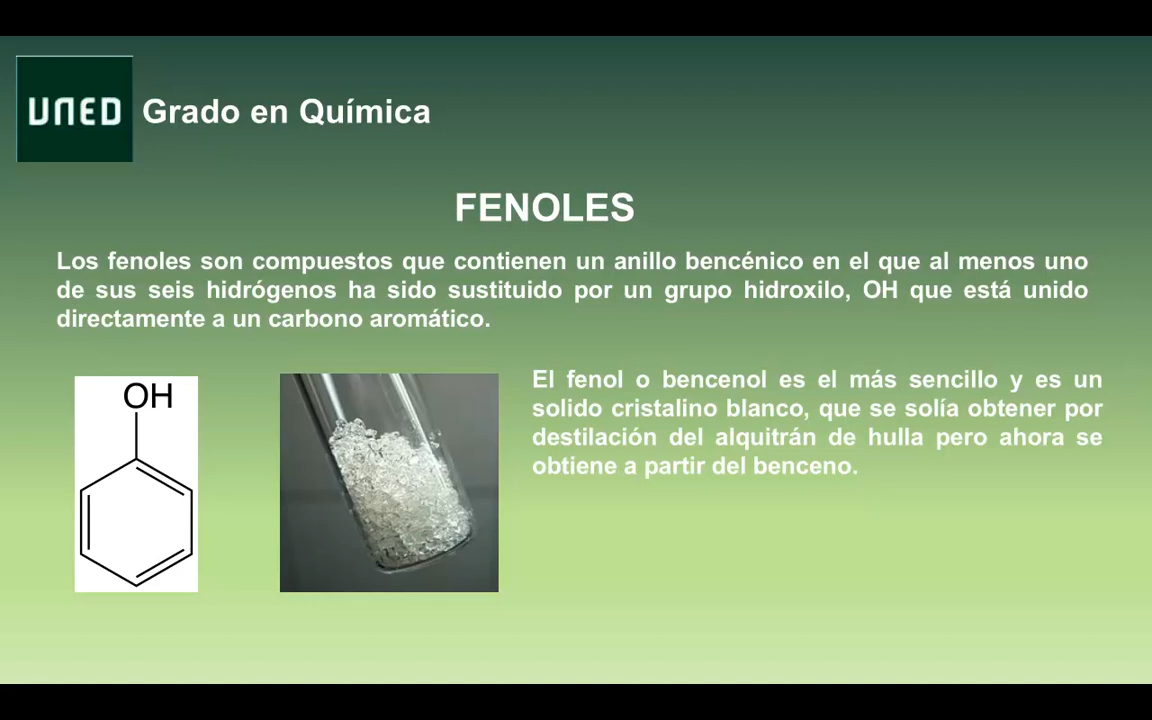 UNED
Grado en Química
FENOLES
Los fenoles son compuestos que contienen un anillo bencénico en el que al menos uno
de sus seis hidrógenos ha sido sustituido por un grupo hidroxilo, OH que está unido
directamente a un carbono aromático.
OH
El fenol o bencenol es el más sencillo y es un
solido cristalino blanco, que se solía obtener por
destilación del alquitrán de hulla pero ahora se
obtiene a partir del benceno.